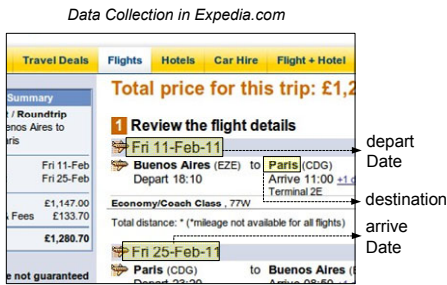 Data Collection in Expedia.com
Travel Deals Flights Hotels Car Hire Flight + Hotel
Summary
Total price for this trip: £1,2
/ Roundtrip
enos Aires to
aris
1 Review the flight details
Fri 11-Feb-11
depart
Date
Fri 11-Feb
Fri 25-Feb
Buenos Aires (EZE) to Paris (CDG)
Depart 18:10 Arrive 11:00 +1
Terminal 2E
destination
£1,147.00
Fees £133.70
Economy/Coach Class , 77W
Total distance: * (*mileage not available for all flights)
£1,280.70
Fri 25-Feb-11
arrive
Date
e not guaranteed
Paris (CDG) to Buenos Aires